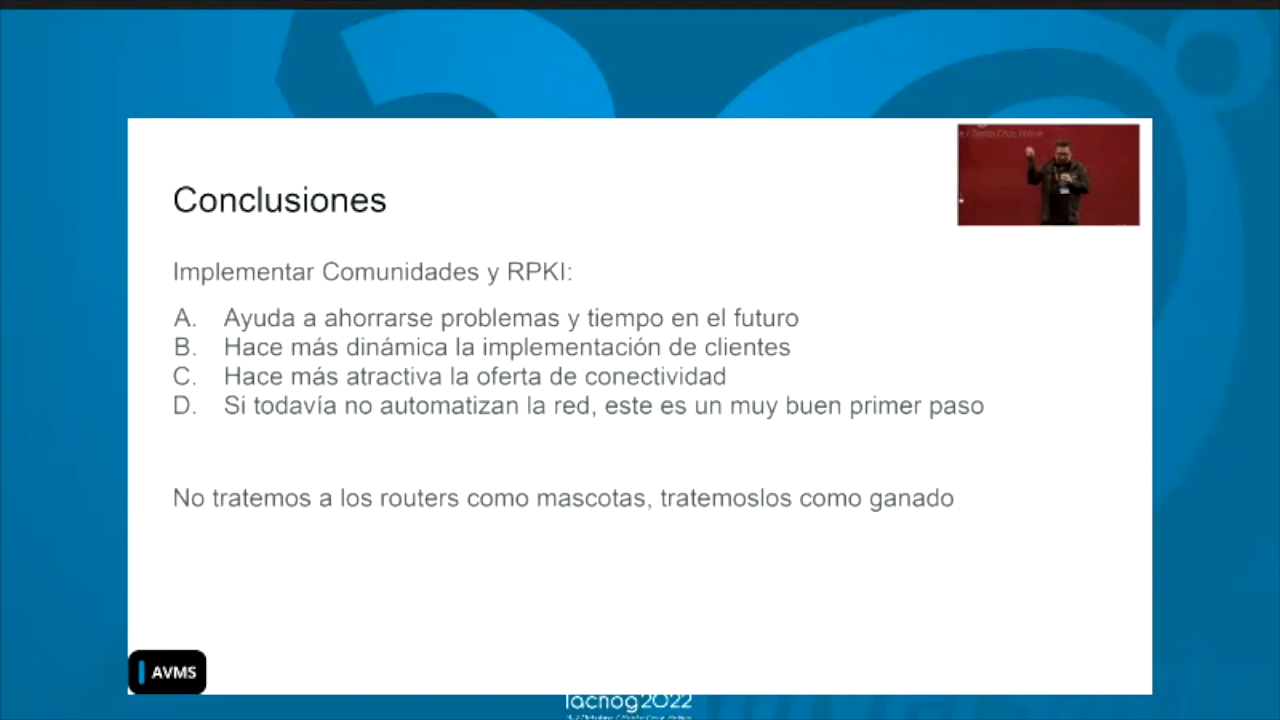 Conclusiones
Implementar Comunidades y RPKI:
A. Ayuda a ahorrarse problemas y tiempo en el futuro
B. Hace más dinámica la implementación de clientes
C. Hace más atractiva la oferta de conectividad
D. Si todavía no automatizan la red, este es un muy buen primer paso
No tratemos a los routers como mascotas, tratemoslos como ganado
AVMS
lacnog2022